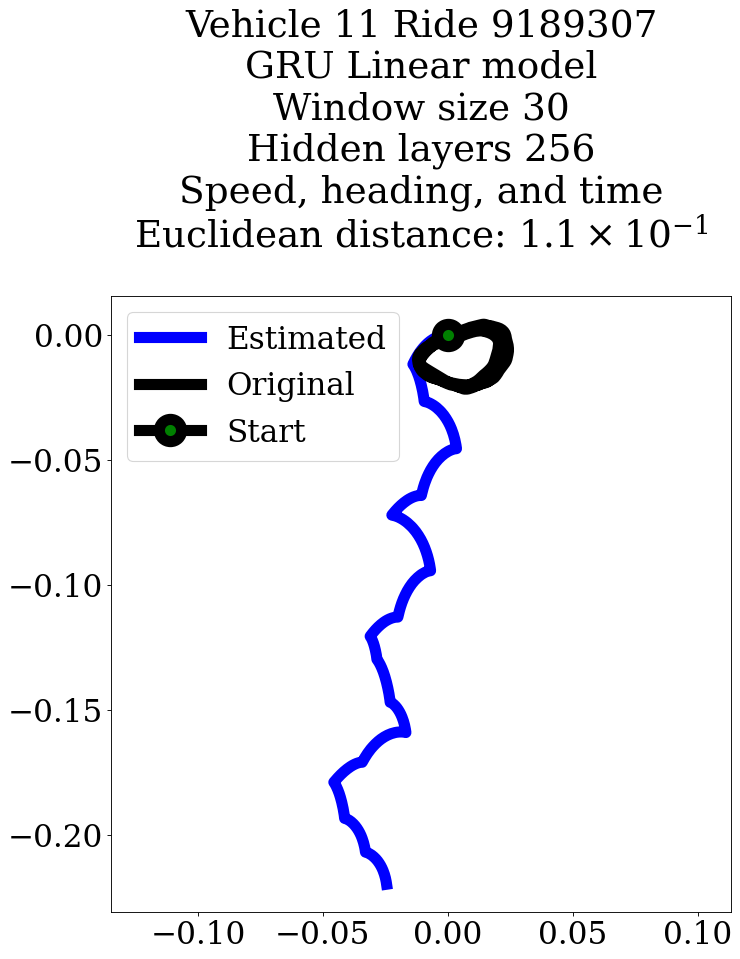 Vehicle 11 Ride 9189307
GRU Linear model
Window size 30
Hidden layers 256
Speed, heading, and time
Euclidean distance: 1.1 × 10⁻¹
Estimated
Original
Start
0.00
−0.05
−0.10
−0.15
−0.20
−0.10 −0.05 0.00 0.05 0.10